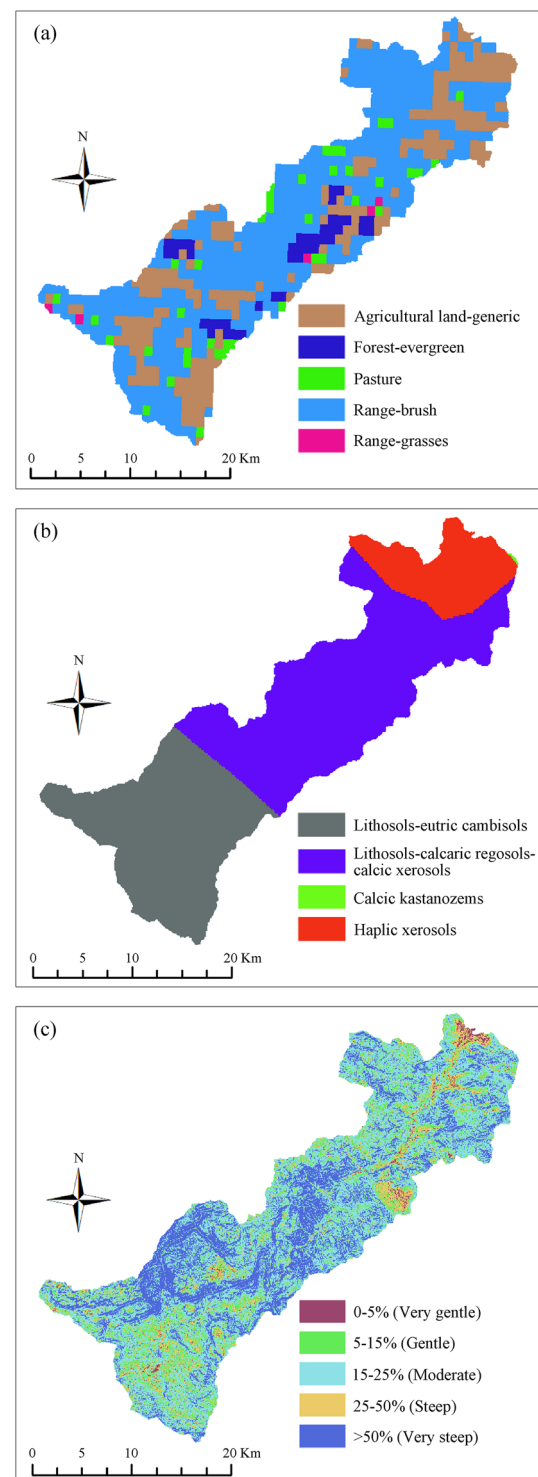 (a)
N
Agricultural land-generic
Forest-evergreen
Pasture
Range-brush
Range-grasses
0 5 10 20 Km
(b)
N
Lithosols-eutric cambisols
Lithosols-calcaric regosols-
calcic xerosols
Calcic kastanozems
Haplic xerosols
0 5 10 20 Km
(c)
N
0-5% (Very gentle)
5-15% (Gentle)
15-25% (Moderate)
25-50% (Steep)
>50% (Very steep)
0 5 10 20 Km